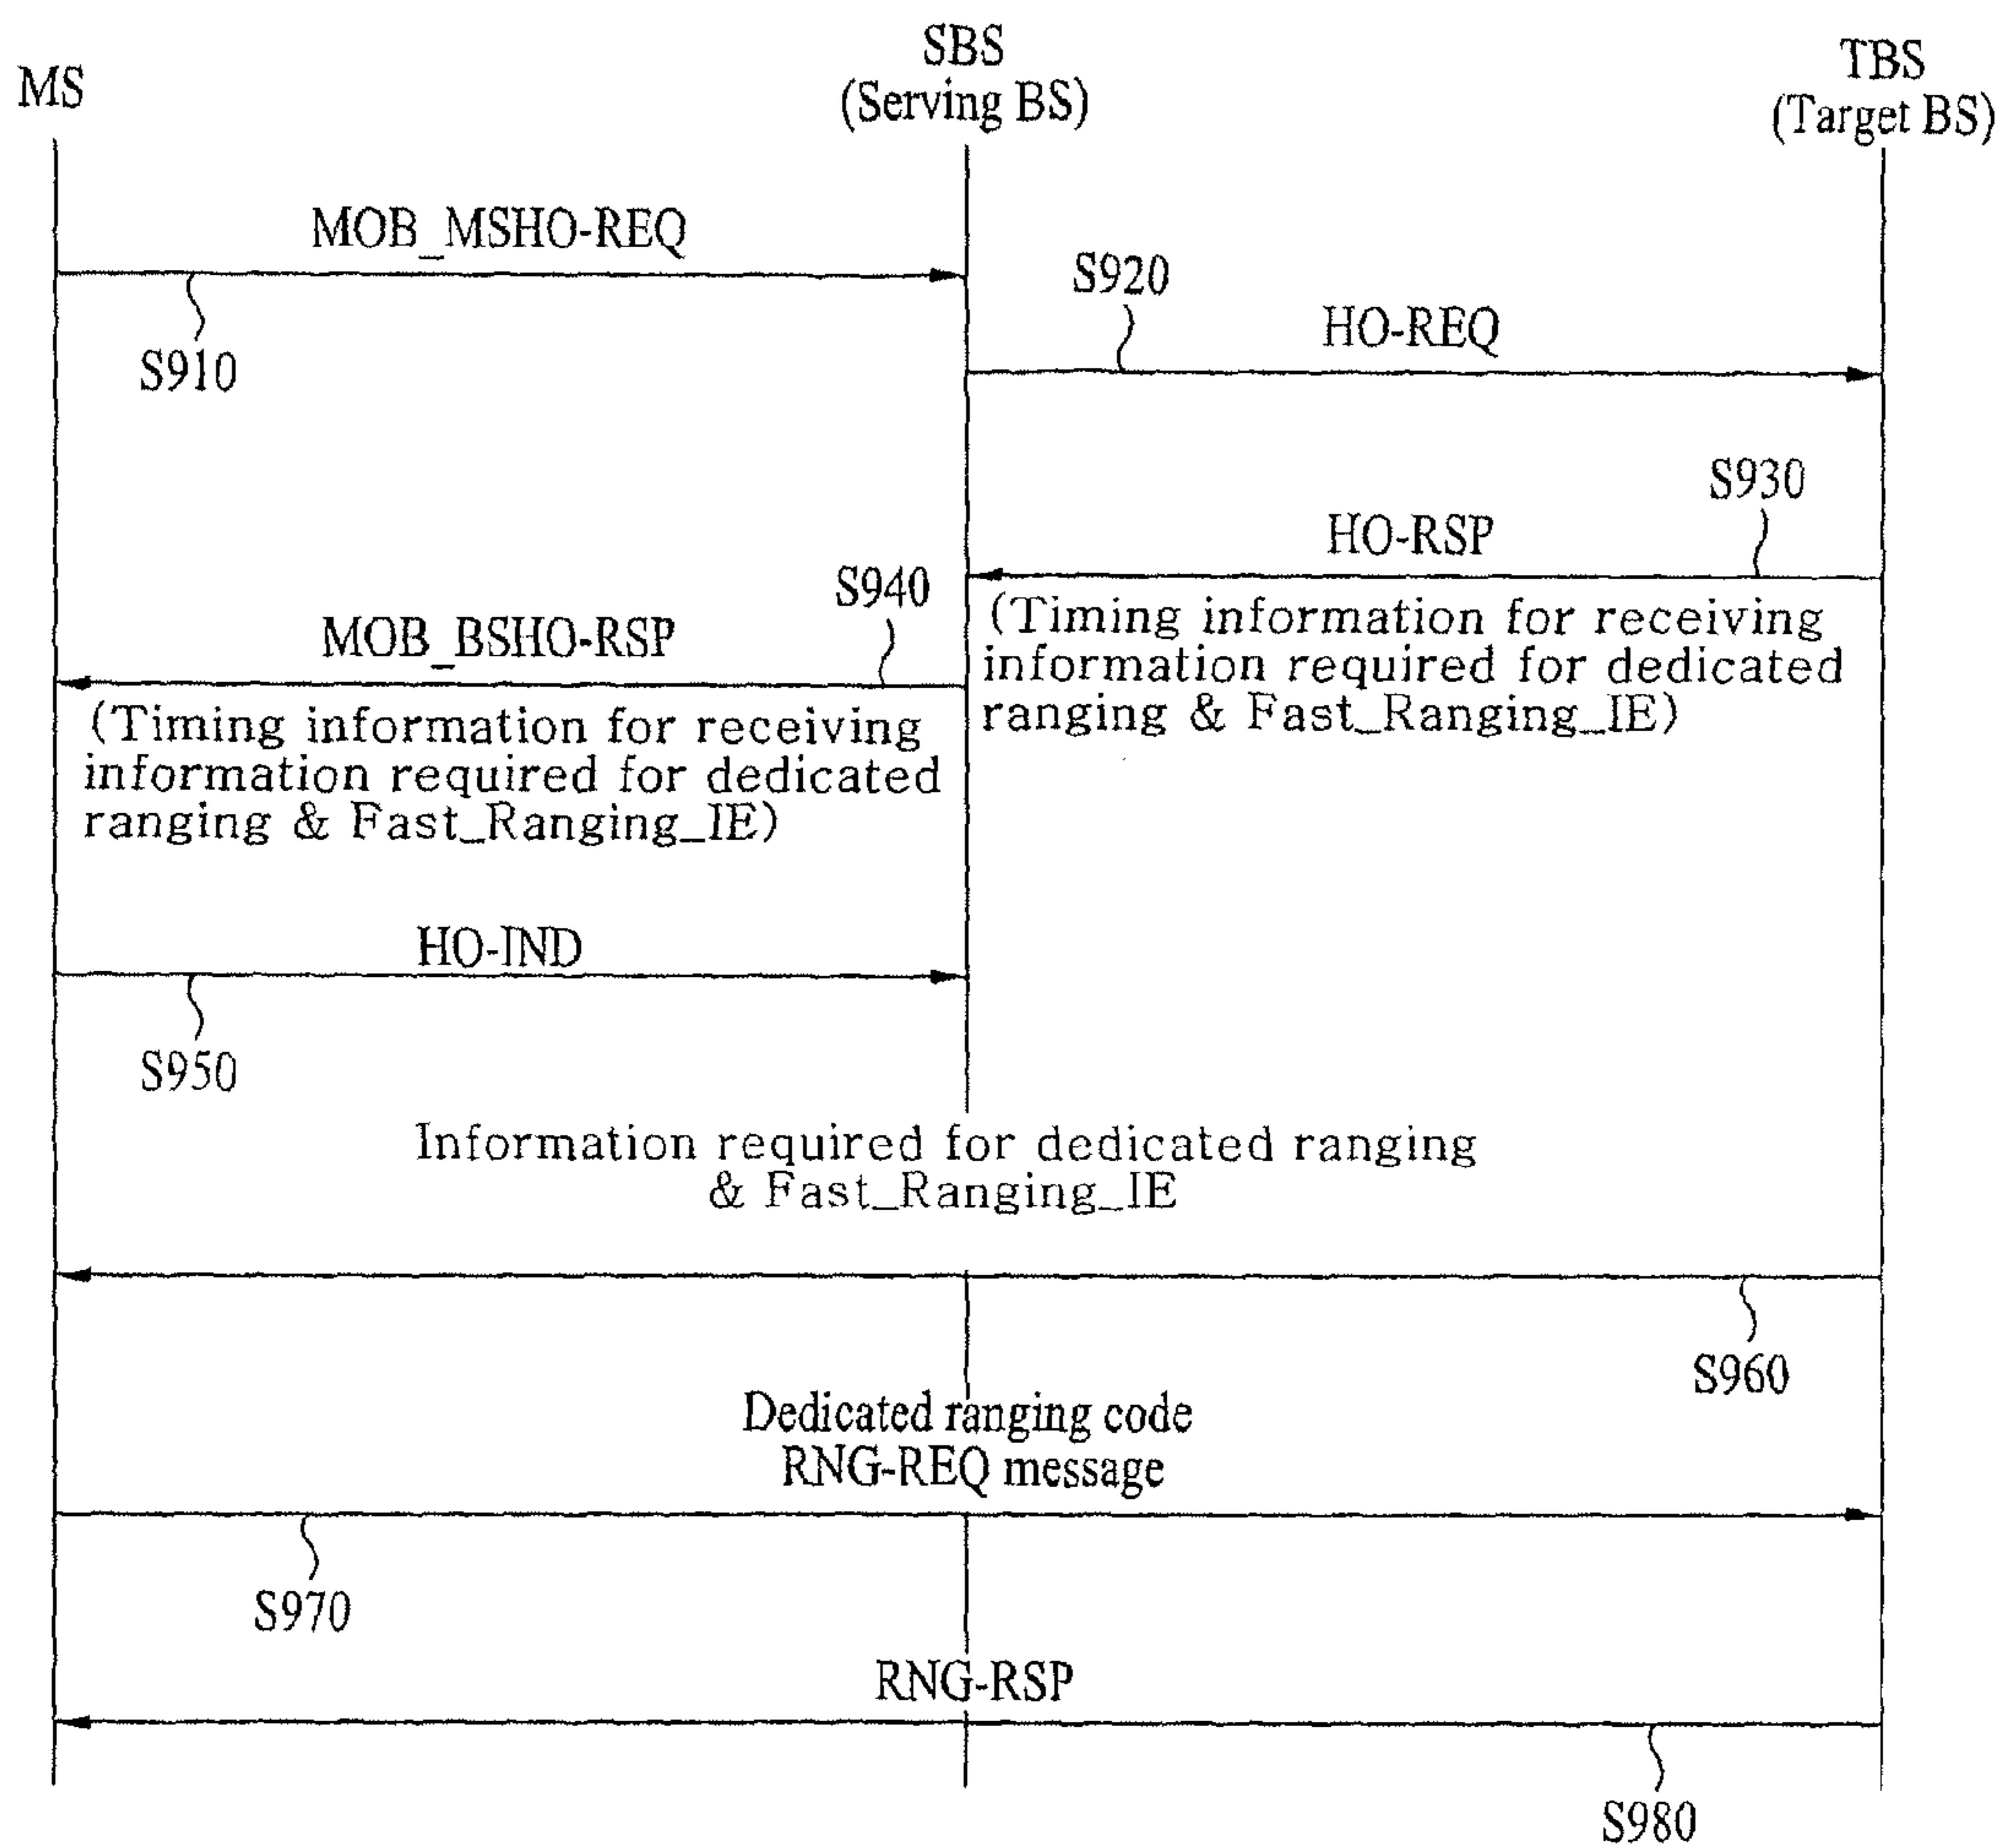 MS
SBS
(Serving BS)
TBS
(Target BS)
MOB_MSHO-REQ
S910
S920
HO-REQ
S930
HO-RSP
(Timing information for receiving
information required for dedicated
ranging & Fast_Ranging_IE)
S940
MOB_BSHO-RSP
(Timing information for receiving
information required for dedicated
ranging & Fast_Ranging_IE)
HO-IND
S950
Information required for dedicated ranging
& Fast_Ranging_IE
S960
Dedicated ranging code
RNG-REQ message
S970
RNG-RSP
S980